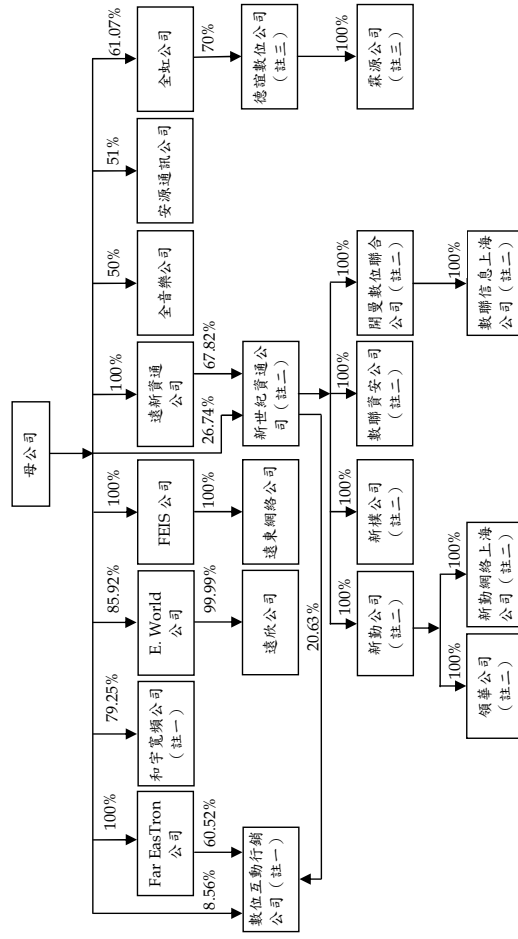 母公司
100%
79.25%
85.92%
100%
100%
50%
51%
61.07%
Far EasTron
公司
和宇寬頻公司
(註一)
E. World
公司
FEIS 公司
遠新資通
公司
全音樂公司
安源通訊公司
全虹公司
8.56%
60.52%
99.99%
100%
26.74%
67.82%
70%
數位互動行銷
公司(註一)
遠欣公司
遠東網絡公司
新世紀資通公
司(註二)
德誼數位公司
(註三)
20.63%
100%
100%
100%
100%
100%
新勤公司
(註二)
新樸公司
(註二)
數聯資安公司
(註二)
開曼數位聯合
公司(註二)
霖源公司
(註三)
100%
100%
100%
領華公司
(註二)
新勤網絡上海
公司(註二)
數聯信息上海
公司(註二)